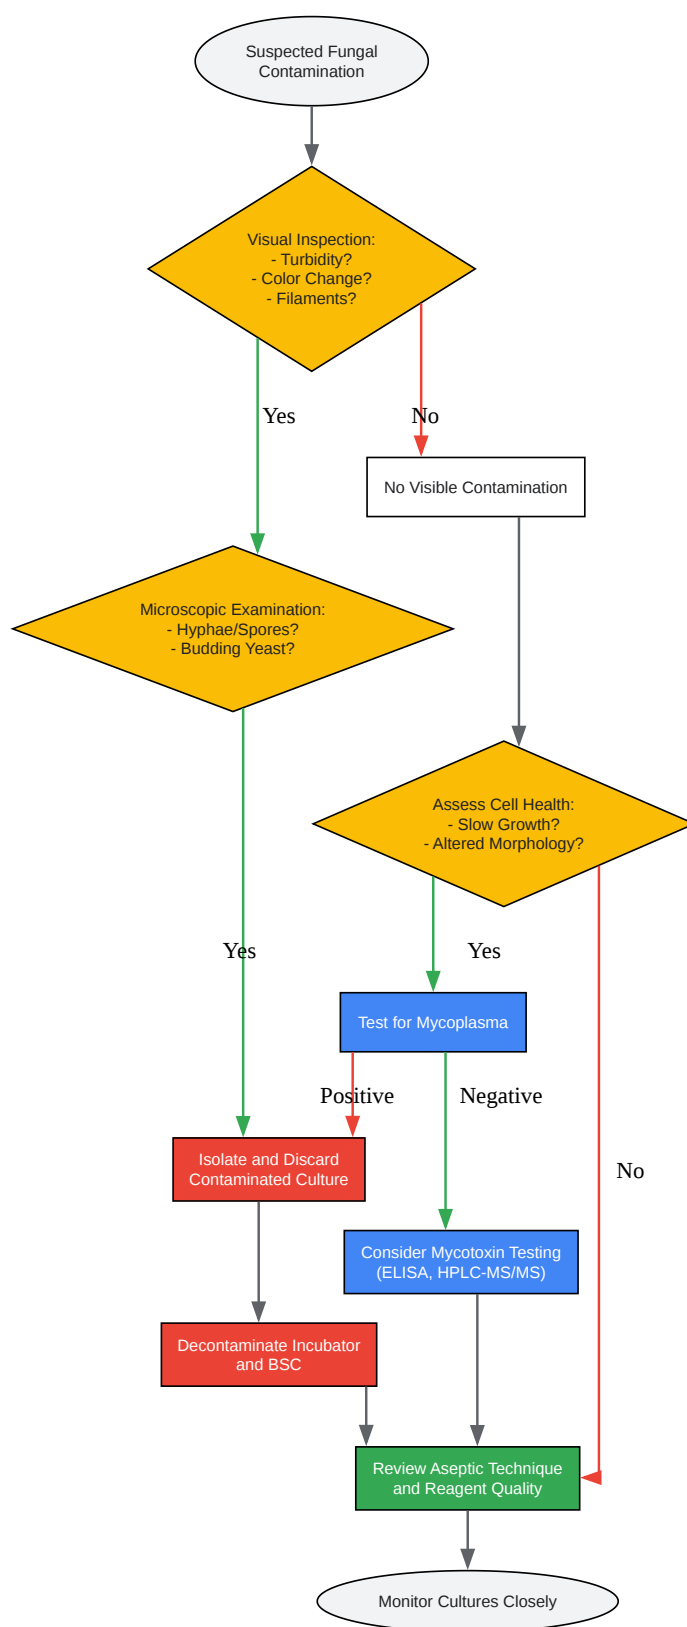 Suspected Fungal
Contamination
Visual Inspection:
- Turbidity?
- Color Change?
- Filaments?
Yes
No
No Visible Contamination
Microscopic Examination:
- Hyphae/Spores?
- Budding Yeast?
Assess Cell Health:
- Slow Growth?
- Altered Morphology?
Yes
Yes
Test for Mycoplasma
Positive
Negative
Isolate and Discard
Contaminated Culture
No
Consider Mycotoxin Testing
(ELISA, HPLC-MS/MS)
Decontaminate Incubator
and BSC
Review Aseptic Technique
and Reagent Quality
Monitor Cultures Closely